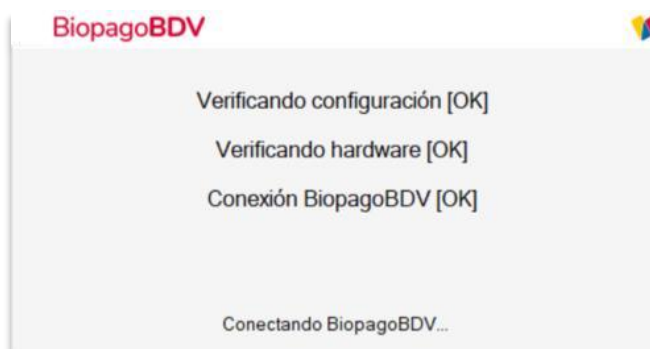 BiopagoBDV
Verificando configuración [OK]
Verificando hardware [OK]
Conexión BiopagoBDV [OK]
Conectando BiopagoBDV...